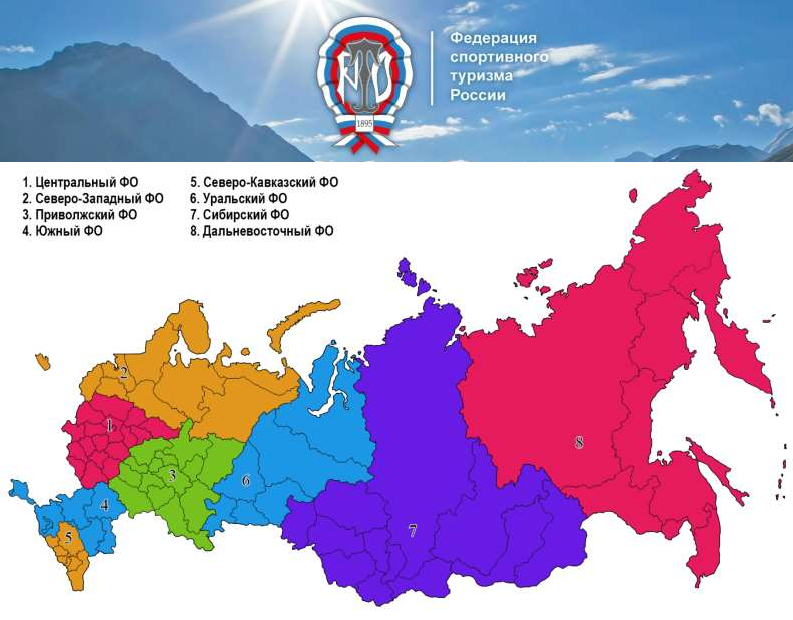 Федерация
спортивного
туризма
России
ФСТР
1895
1. Центральный ФО
2. Северо-Западный ФО
3. Приволжский ФО
4. Южный ФО
5. Северо-Кавказский ФО
6. Уральский ФО
7. Сибирский ФО
8. Дальневосточный ФО
2
1
3
6
4
5
7
8